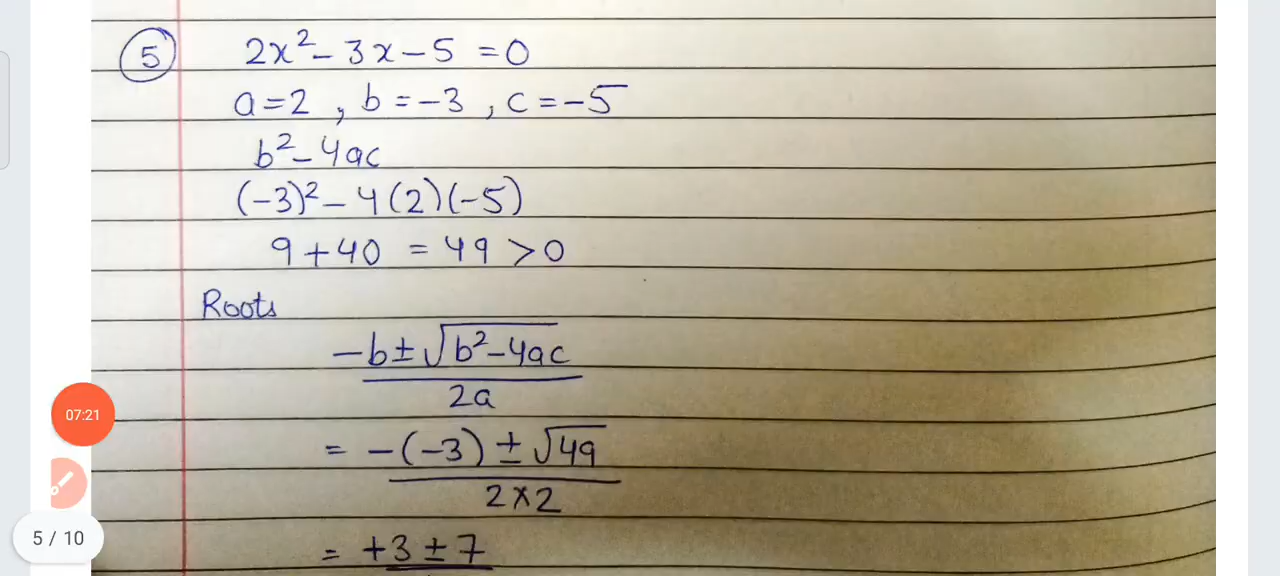 5 2x² - 3x - 5 = 0
a = 2 , b = -3 , c = -5
b² - 4ac
(-3)² - 4(2)(-5)
9 + 40 = 49 > 0
Roots
-b ± √b² - 4ac
2a
07:21
= -(-3) ± √49
2 × 2
5 / 10
= +3 ± 7